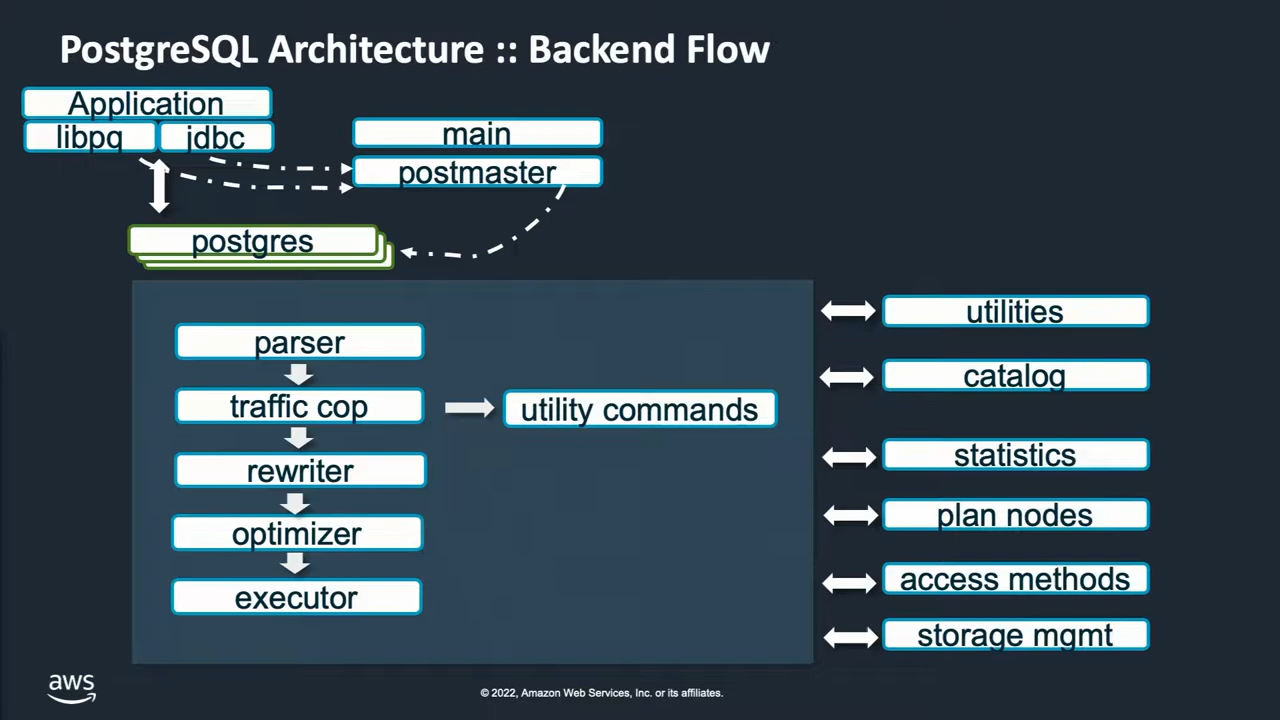 PostgreSQL Architecture :: Backend Flow
Application
libpq
jdbc
main
postmaster
postgres
parser
traffic cop
utility commands
rewriter
optimizer
executor
utilities
catalog
statistics
plan nodes
access methods
storage mgmt
aws
© 2022, Amazon Web Services, Inc. or its affiliates.